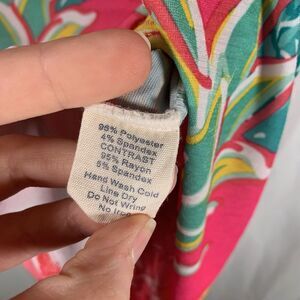 96% Polyester
4% Spandex
CONTRAST
95% Rayon
5% Spandex
Hand Wash Cold
Line Dry
Do Not Wring
No Iron